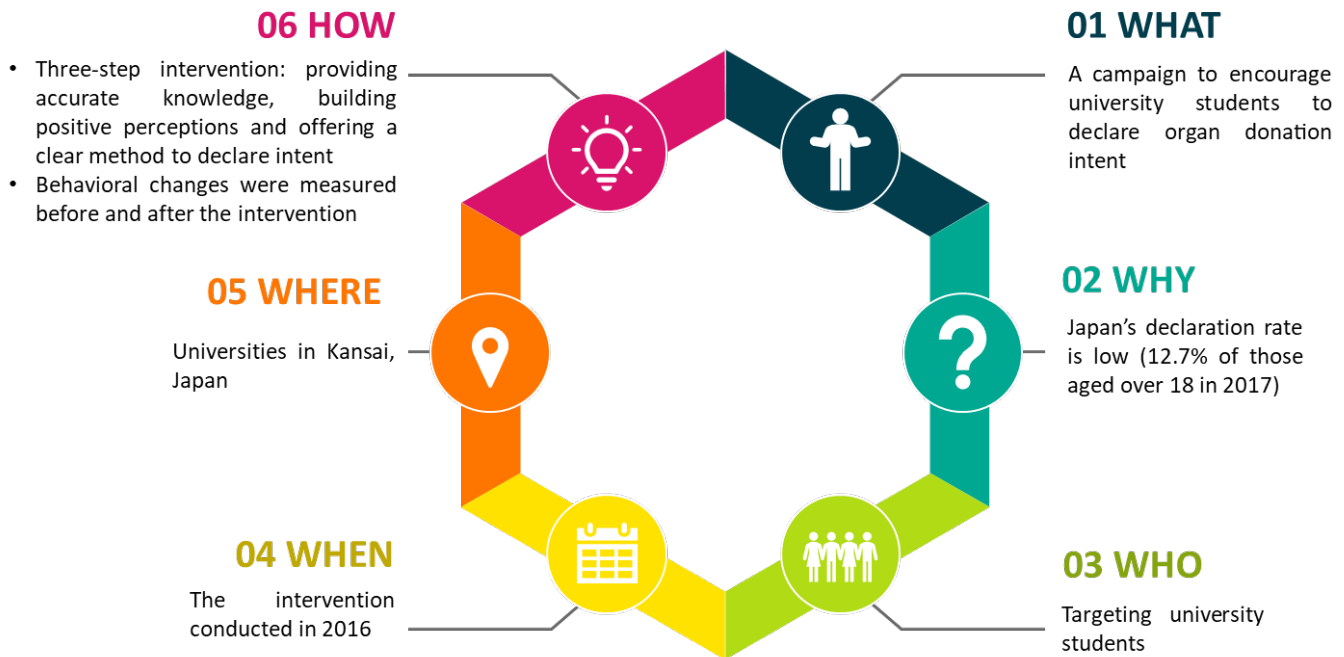 01 WHAT
A campaign to encourage
university students to
declare organ donation
intent
02 WHY
Japan’s declaration rate
is low (12.7% of those
aged over 18 in 2017)
03 WHO
Targeting university
students
04 WHEN
The intervention
conducted in 2016
05 WHERE
Universities in Kansai,
Japan
06 HOW
• Three-step intervention: providing
accurate knowledge, building
positive perceptions and offering a
clear method to declare intent
• Behavioral changes were measured
before and after the intervention